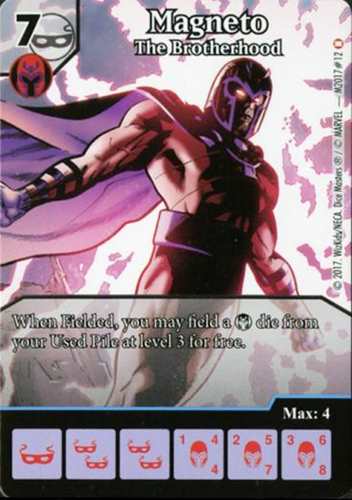 7
Magneto
The Brotherhood
© 2017. WizKids/NECA. Dice Masters ® / © MARVEL — M2017 #12
When Fielded, you may field a die from
your Used Pile at level 3 for free.
Max: 4
1 4 4
2 5 7
3 6 8